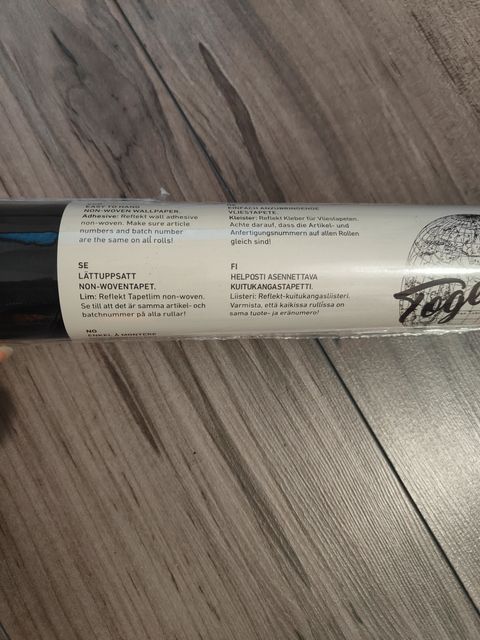 EASY TO HANG
NON-WOVEN WALLPAPER.
Adhesive: Reflekt wall adhesive
non-woven. Make sure article
numbers and batch number
are the same on all rolls!
EINFACH ANZUBRINGENDE
VLIESTAPETE.
Kleister: Reflekt Kleber für Vliestapeten.
Achte darauf, dass die Artikel- und
Anfertigungsnummern auf allen Rollen
gleich sind!
SE
LÄTTUPPSATT
NON-WOVENTAPET.
Lim: Reflekt Tapetlim non-woven.
Se till att det är samma artikel- och
batchnummer på alla rullar!
FI
HELPOSTI ASENNETTAVA
KUITUKANGASTAPETTI.
Liisteri: Reflekt-kuitukangasliisteri.
Varmista, että kaikissa rullissa on
sama tuote- ja eränumero!
NO
ENKEL Å MONTERE